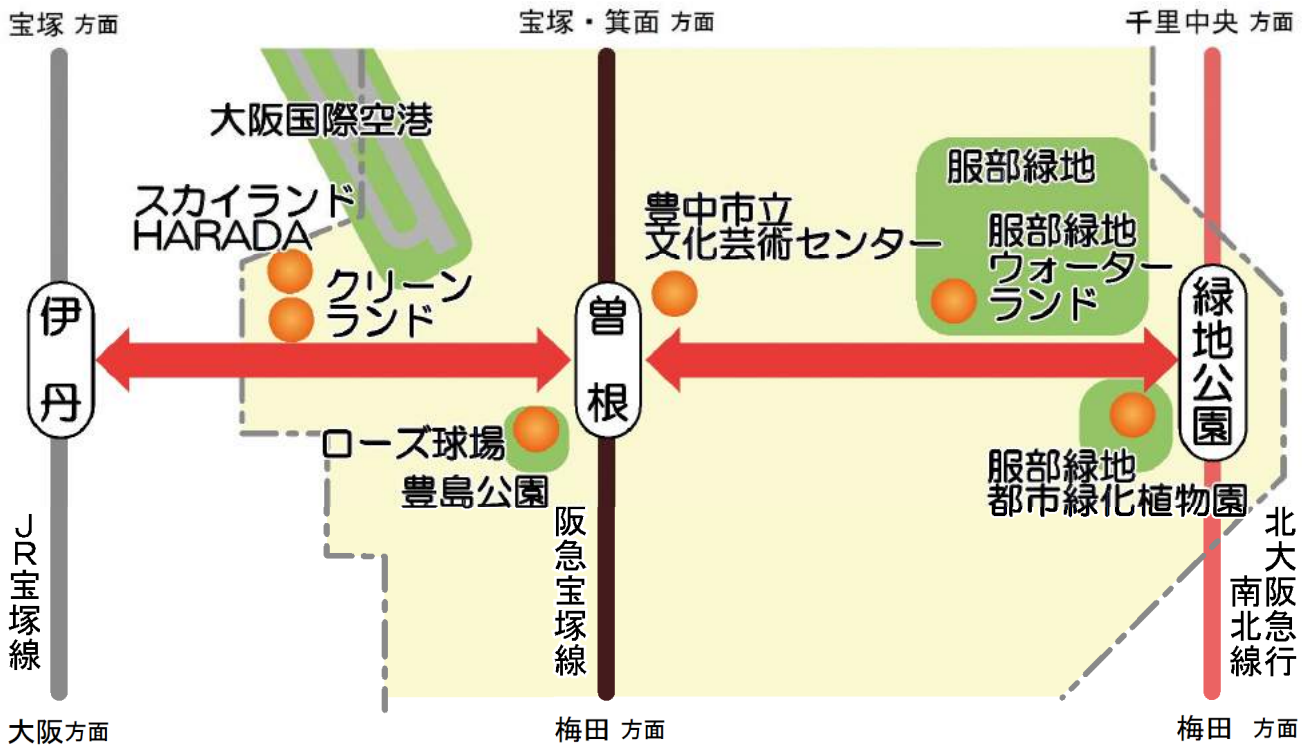 宝塚 方面
宝塚・箕面 方面
千里中央 方面
大阪国際空港
スカイランド
HARADA
クリーン
ランド
豊中市立
文化芸術センター
服部緑地
服部緑地
ウォーター
ランド
伊丹
曽根
緑地公園
ローズ球場
豊島公園
服部緑地
都市緑化植物園
JR宝塚線
阪急宝塚線
北大阪急行
南北線
大阪方面
梅田 方面
梅田 方面